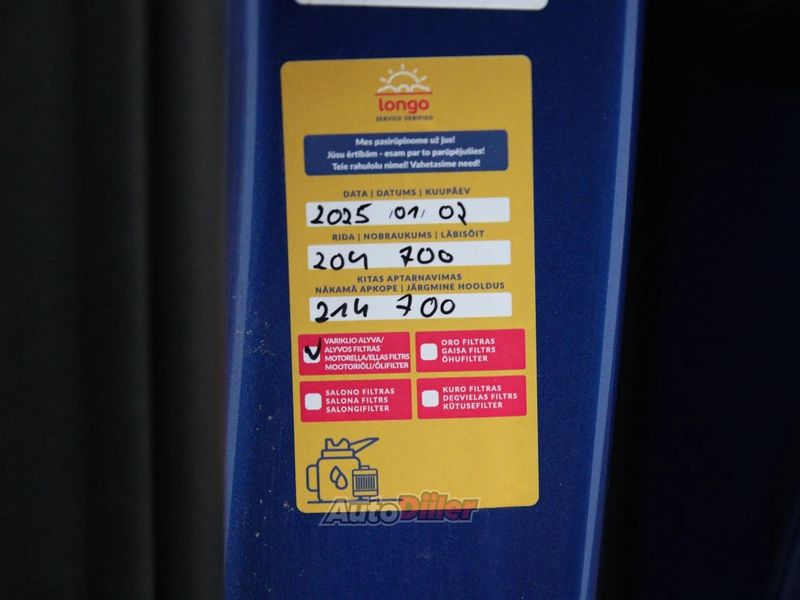 longo
SERVICE VERIFIED
Mes pasirūpinome už jus!
Jūsu ērtībām - esam par to parūpējušies!
Teie rahulolu nimel! Vahetasime need!
DATA | DATUMS | KUUPÄEV
2025 /01/ 02
RIDA | NOBRAUKUMS | LÄBISÕIT
204 700
KITAS APTARNAVIMAS
NĀKAMĀ APKOPE | JÄRGMINE HOOLDUS
214 700
VARIKLIO ALYVA/
ALYVOS FILTRAS
MOTOREĻĻA/EĻĻAS FILTRS
MOOTORIÕLI/ÕLIFILTER
ORO FILTRAS
GAISA FILTRS
ÕHUFILTER
SALONO FILTRAS
SALONA FILTRS
SALONGIFILTER
KURO FILTRAS
DEGVIELAS FILTRS
KÜTUSEFILTER
AutoDiler